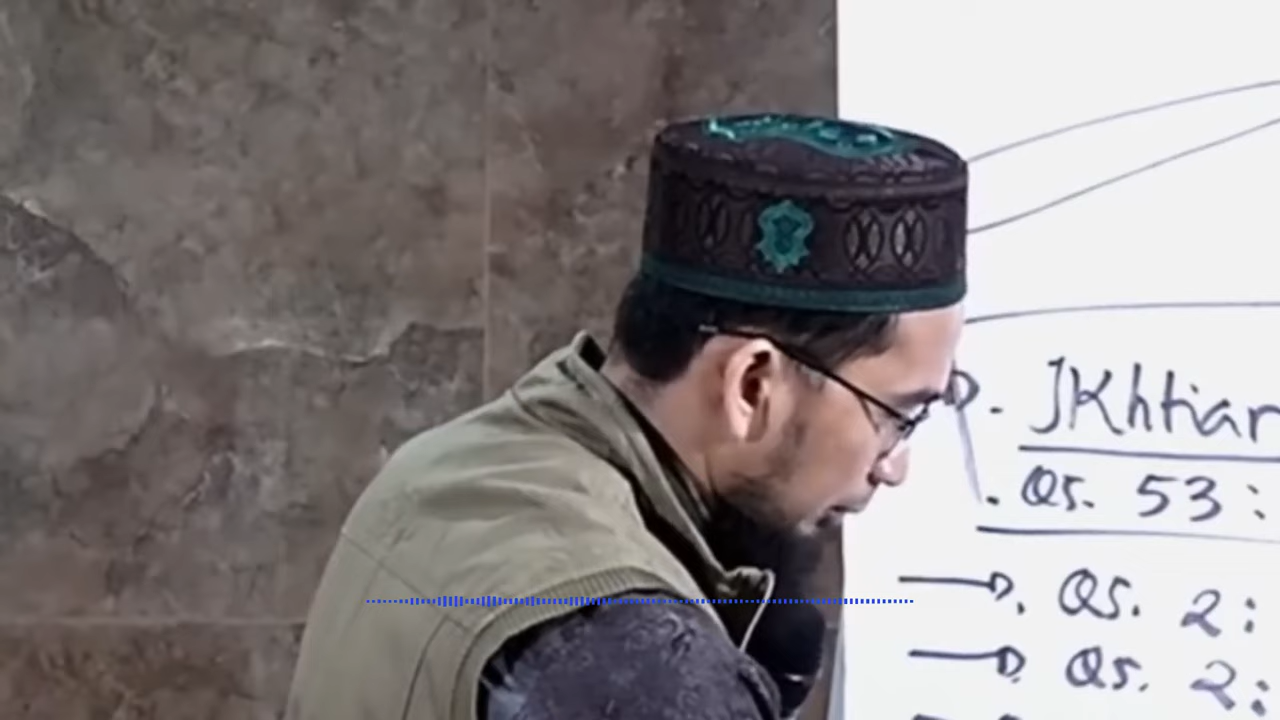 . IKhtiar
. QS. 53 :
. QS. 2 :
. QS. 2 :